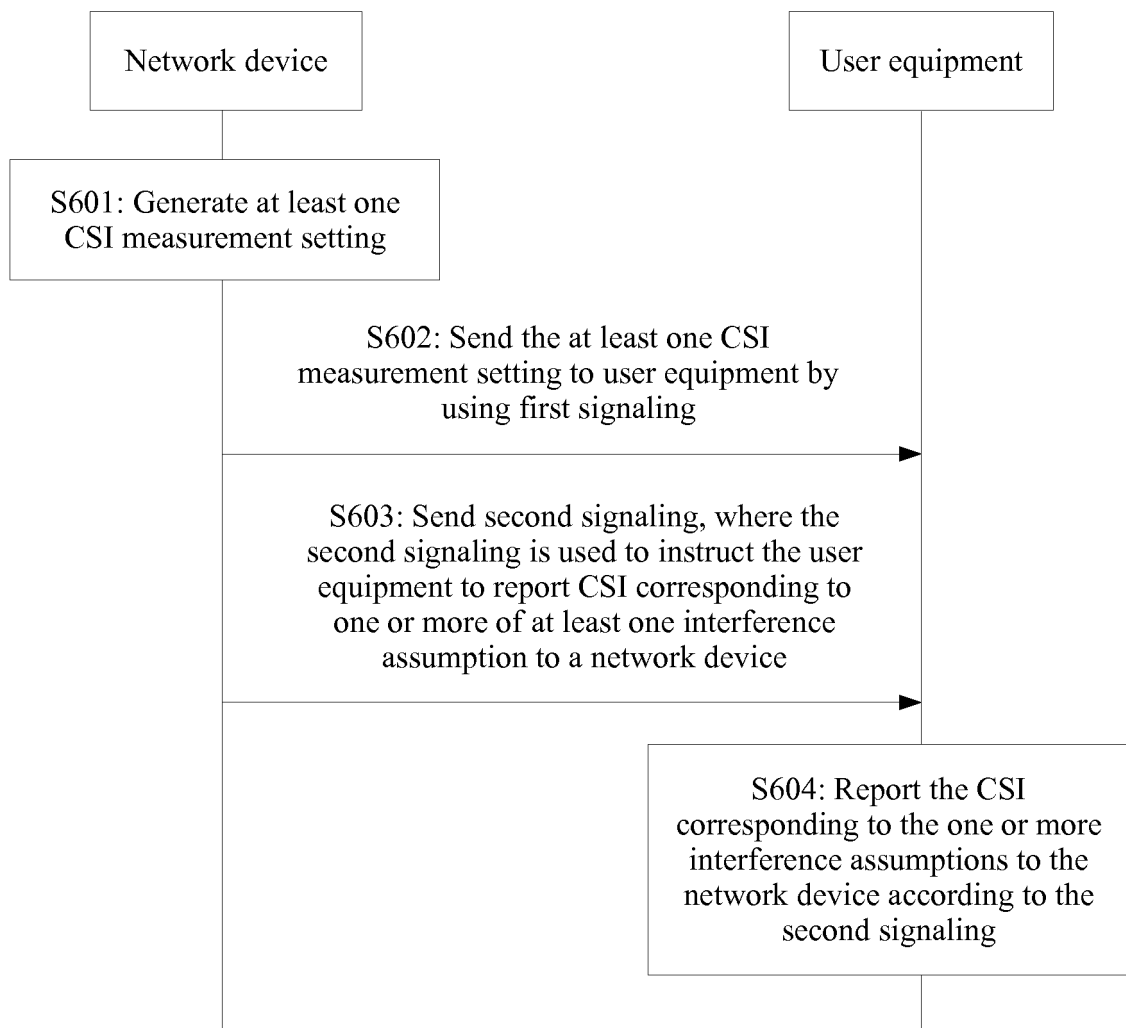 Network device
User equipment
S601: Generate at least one
CSI measurement setting
S602: Send the at least one CSI
measurement setting to user equipment by
using first signaling
S603: Send second signaling, where the
second signaling is used to instruct the user
equipment to report CSI corresponding to
one or more of at least one interference
assumption to a network device
S604: Report the CSI
corresponding to the one or more
interference assumptions to the
network device according to the
second signaling